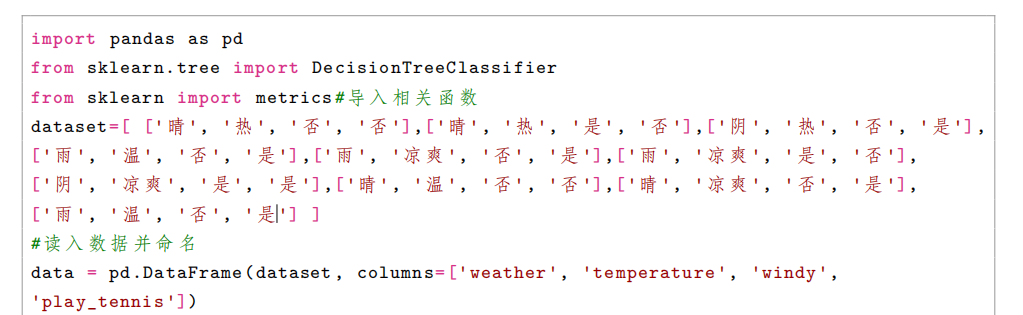 import pandas as pd
from sklearn.tree import DecisionTreeClassifier
from sklearn import metrics#导入相关函数
dataset=[ ['晴', '热', '否', '否'],['晴', '热', '是', '否'],['阴', '热', '否', '是'],
['雨', '温', '否', '是'],['雨', '凉爽', '否', '是'],['雨', '凉爽', '是', '否'],
['阴', '凉爽', '是', '是'],['晴', '温', '否', '否'],['晴', '凉爽', '否', '是'],
['雨', '温', '否', '是'] ]
#读入数据并命名
data = pd.DataFrame(dataset, columns=['weather', 'temperature', 'windy',
'play_tennis'])